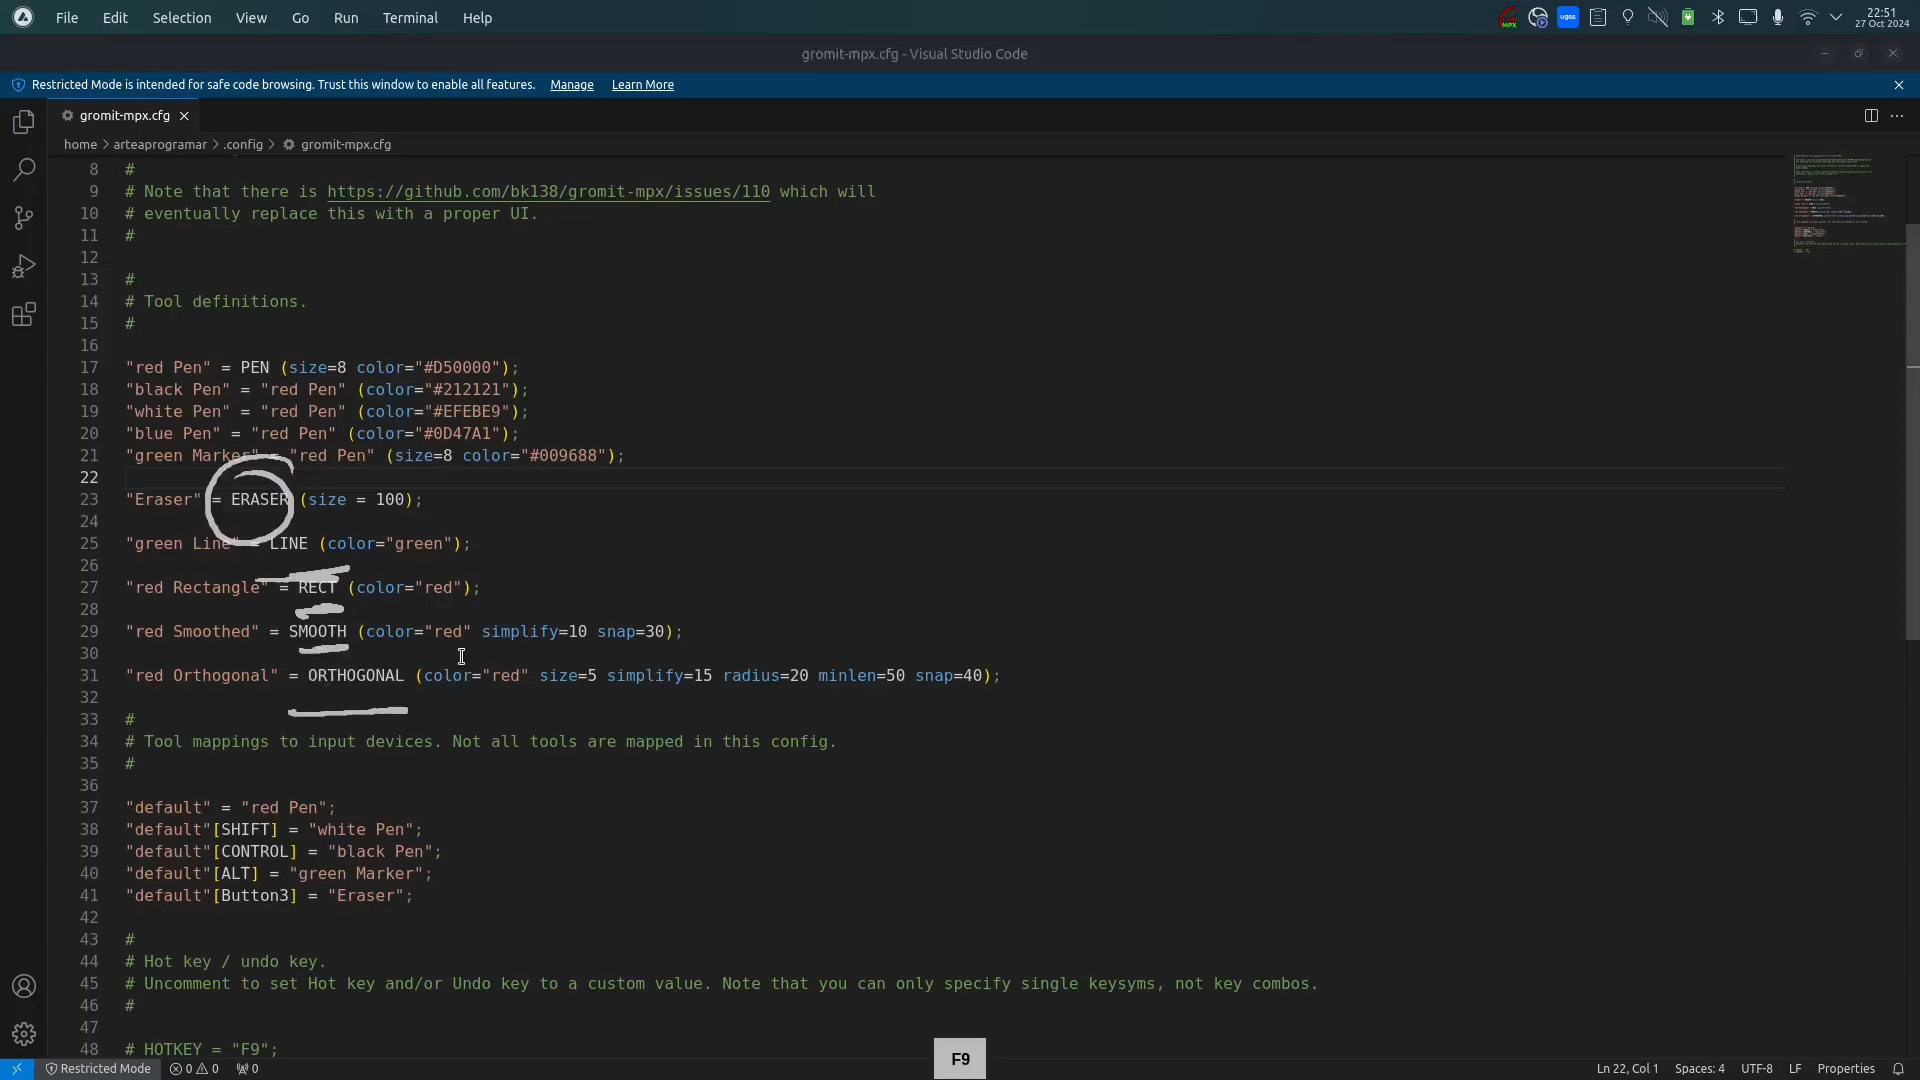 File Edit Selection View Go Run Terminal Help
MPX
ugee
22:51
27 Oct 2024
gromit-mpx.cfg - Visual Studio Code
Restricted Mode is intended for safe code browsing. Trust this window to enable all features. Manage Learn More
gromit-mpx.cfg
home > arteaprogramar > .config > gromit-mpx.cfg
8 #
9 # Note that there is https://github.com/bk138/gromit-mpx/issues/110 which will
10 # eventually replace this with a proper UI.
11 #
12
13 #
14 # Tool definitions.
15 #
16
17 "red Pen" = PEN (size=8 color="#D50000");
18 "black Pen" = "red Pen" (color="#212121");
19 "white Pen" = "red Pen" (color="#EFEBE9");
20 "blue Pen" = "red Pen" (color="#0D47A1");
21 "green Marker" = "red Pen" (size=8 color="#009688");
22
23 "Eraser" = ERASER (size = 100);
24
25 "green Line" = LINE (color="green");
26
27 "red Rectangle" = RECT (color="red");
28
29 "red Smoothed" = SMOOTH (color="red" simplify=10 snap=30);
30
31 "red Orthogonal" = ORTHOGONAL (color="red" size=5 simplify=15 radius=20 minlen=50 snap=40);
32
33 #
34 # Tool mappings to input devices. Not all tools are mapped in this config.
35 #
36
37 "default" = "red Pen";
38 "default"[SHIFT] = "white Pen";
39 "default"[CONTROL] = "black Pen";
40 "default"[ALT] = "green Marker";
41 "default"[Button3] = "Eraser";
42
43 #
44 # Hot key / undo key.
45 # Uncomment to set Hot key and/or Undo key to a custom value. Note that you can only specify single keysyms, not key combos.
46 #
47
48 # HOTKEY = "F9";
F9
Restricted Mode 0 0 0 Ln 22, Col 1 Spaces: 4 UTF-8 LF Properties